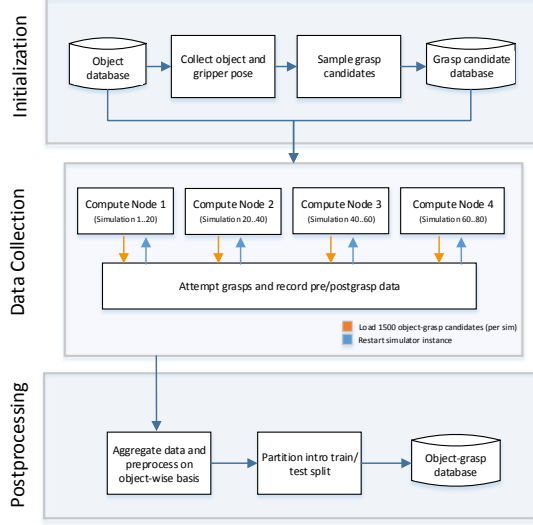 Initialization
Object
database
Collect object and
gripper pose
Sample grasp
candidates
Grasp candidate
database
Data Collection
Compute Node 1
(Simulation 1..20)
Compute Node 2
(Simulation 20..40)
Compute Node 3
(Simulation 40..60)
Compute Node 4
(Simulation 60..80)
Attempt grasps and record pre/postgrasp data
Load 1500 object-grasp candidates (per sim)
Restart simulator instance
Postprocessing
Aggregate data and
preprocess on
object-wise basis
Partition intro train/
test split
Object-grasp
database